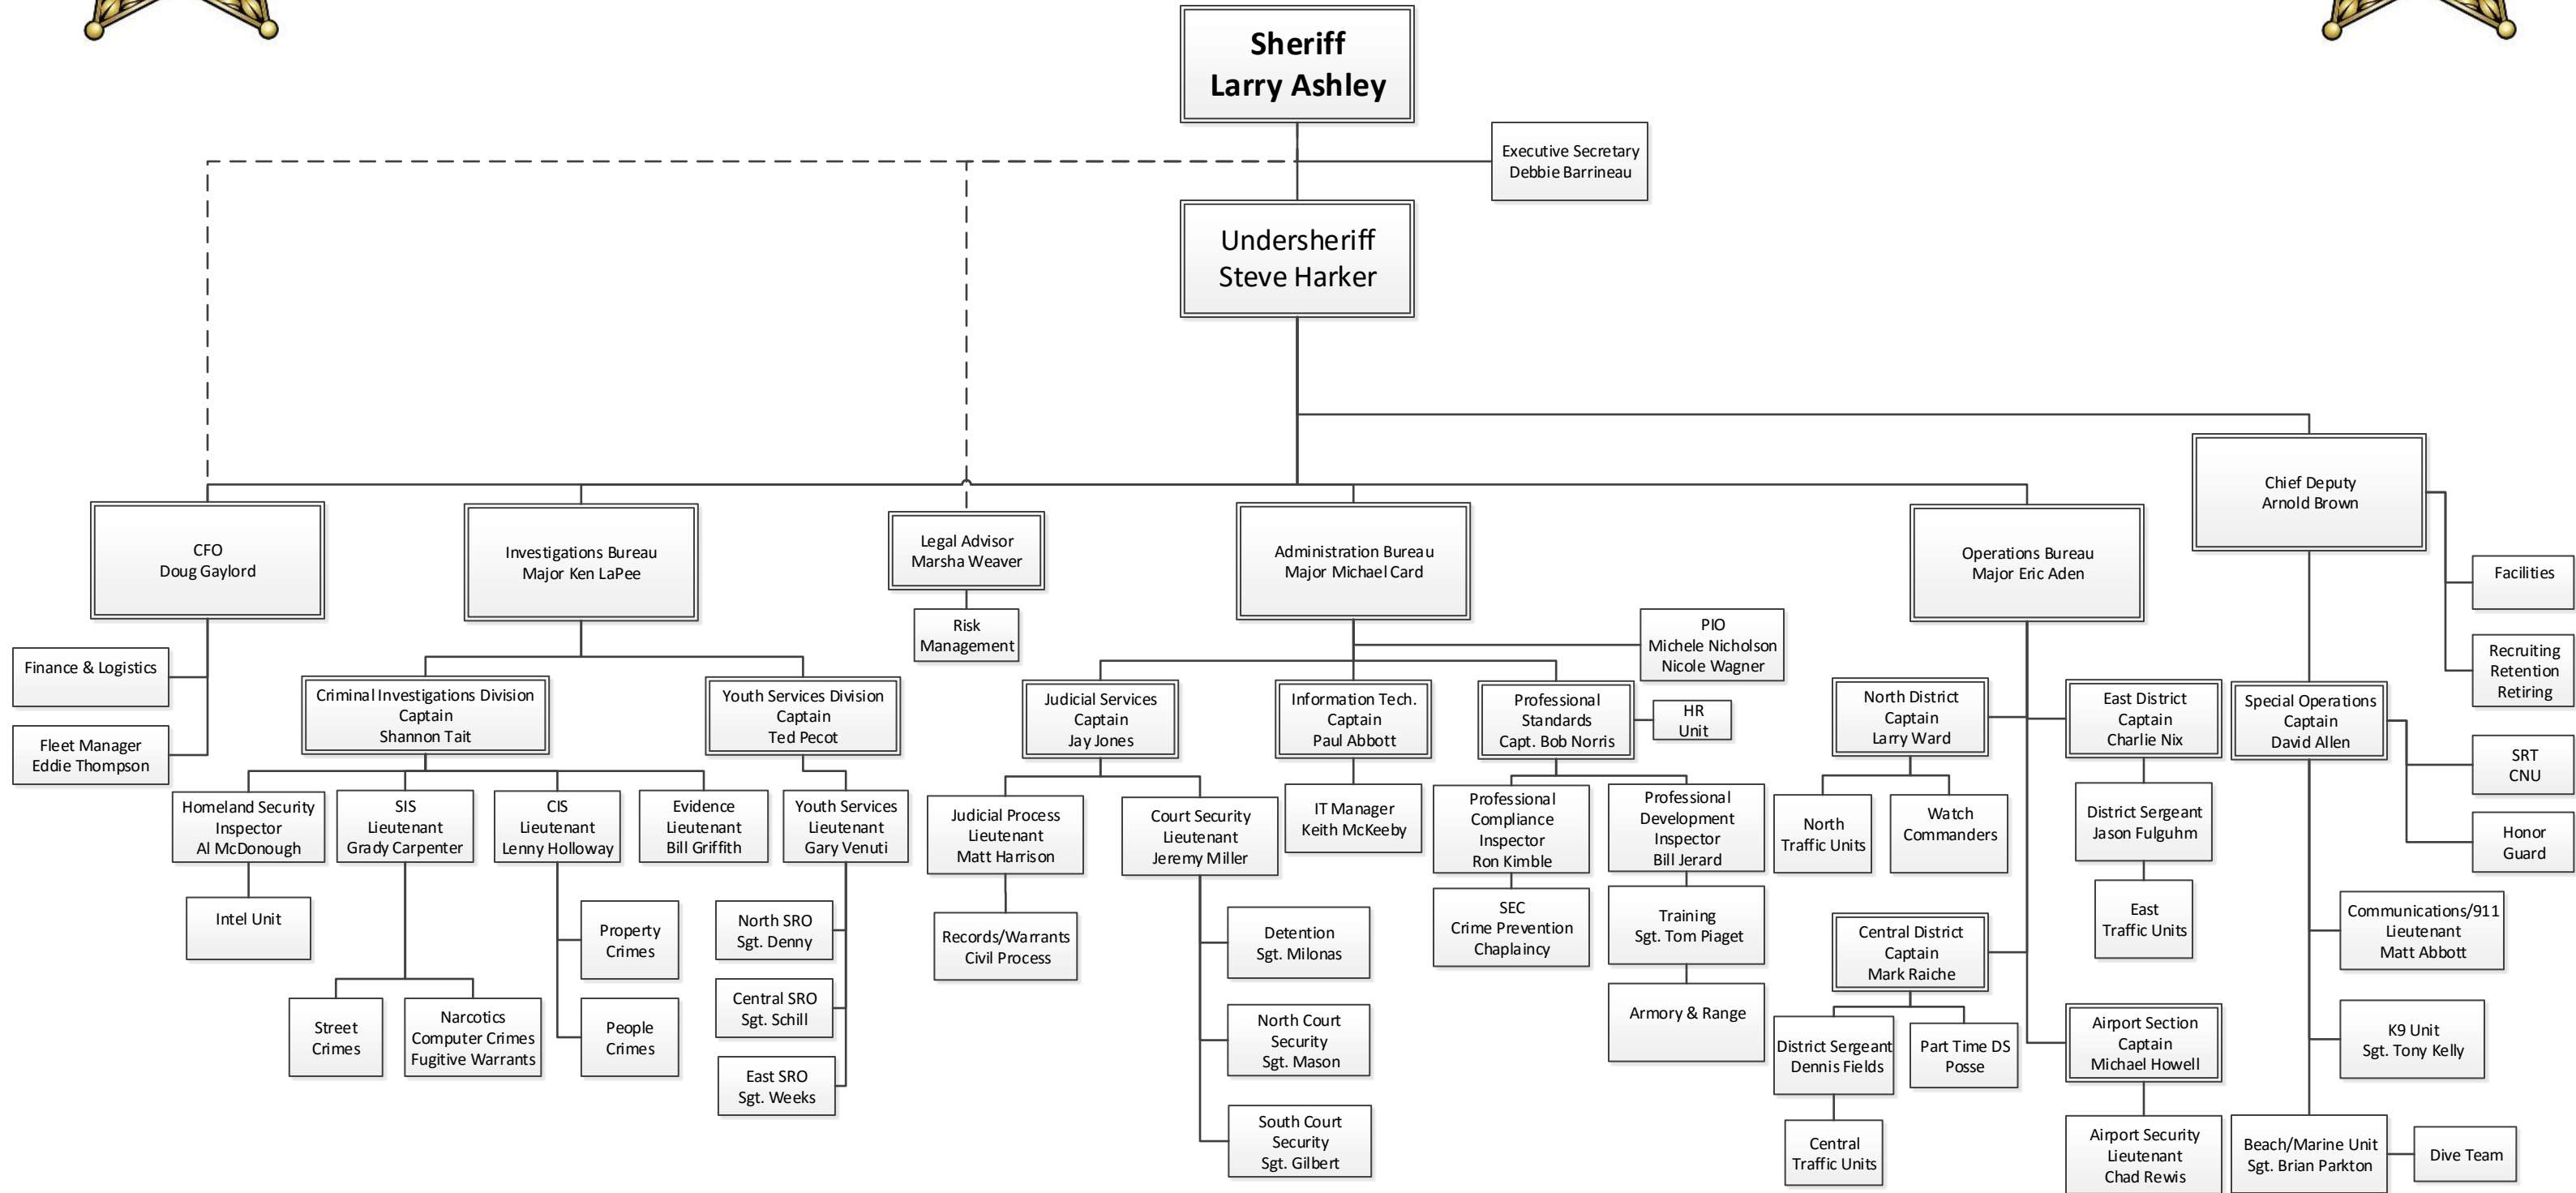 Sheriff
Larry Ashley
Executive Secretary
Debbie Barrineau
Undersheriff
Steve Harker
Chief Deputy
Arnold Brown
CFO
Doug Gaylord
Investigations Bureau
Major Ken LaPee
Legal Advisor
Marsha Weaver
Administration Bureau
Major Michael Card
Operations Bureau
Major Eric Aden
Facilities
Risk
Management
PIO
Michele Nicholson
Nicole Wagner
Recruiting
Retention
Retiring
Finance & Logistics
Fleet Manager
Eddie Thompson
Criminal Investigations Division
Captain
Shannon Tait
Youth Services Division
Captain
Ted Pecot
Judicial Services
Captain
Jay Jones
Information Tech.
Captain
Paul Abbott
Professional
Standards
Capt. Bob Norris
HR
Unit
North District
Captain
Larry Ward
East District
Captain
Charlie Nix
Special Operations
Captain
David Allen
SRT
CNU
Honor
Guard
Homeland Security
Inspector
Al McDonough
SIS
Lieutenant
Grady Carpenter
CIS
Lieutenant
Lenny Holloway
Evidence
Lieutenant
Bill Griffith
Youth Services
Lieutenant
Gary Venuti
Judicial Process
Lieutenant
Matt Harrison
Court Security
Lieutenant
Jeremy Miller
IT Manager
Keith McKeeby
Professional
Compliance
Inspector
Ron Kimble
Professional
Development
Inspector
Bill Jerard
North
Traffic Units
Watch
Commanders
District Sergeant
Jason Fulguhm
Intel Unit
Property
Crimes
North SRO
Sgt. Denny
Records/Warrants
Civil Process
Detention
Sgt. Milonas
SEC
Crime Prevention
Chaplaincy
Training
Sgt. Tom Piaget
Central District
Captain
Mark Raiche
East
Traffic Units
Communications/911
Lieutenant
Matt Abbott
Street
Crimes
Narcotics
Computer Crimes
Fugitive Warrants
People
Crimes
Central SRO
Sgt. Schill
East SRO
Sgt. Weeks
North Court
Security
Sgt. Mason
Armory & Range
District Sergeant
Dennis Fields
Part Time DS
Posse
Airport Section
Captain
Michael Howell
K9 Unit
Sgt. Tony Kelly
South Court
Security
Sgt. Gilbert
Central
Traffic Units
Airport Security
Lieutenant
Chad Rewis
Beach/Marine Unit
Sgt. Brian Parkton
Dive Team